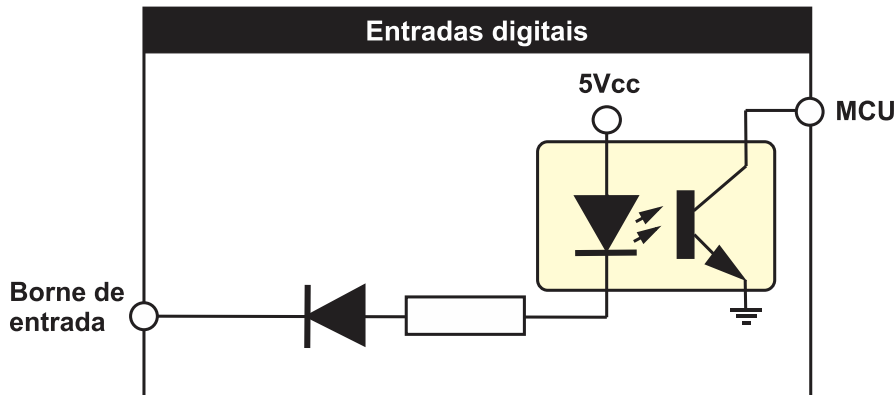 Entradas digitais
5Vcc
MCU
Borne de
entrada